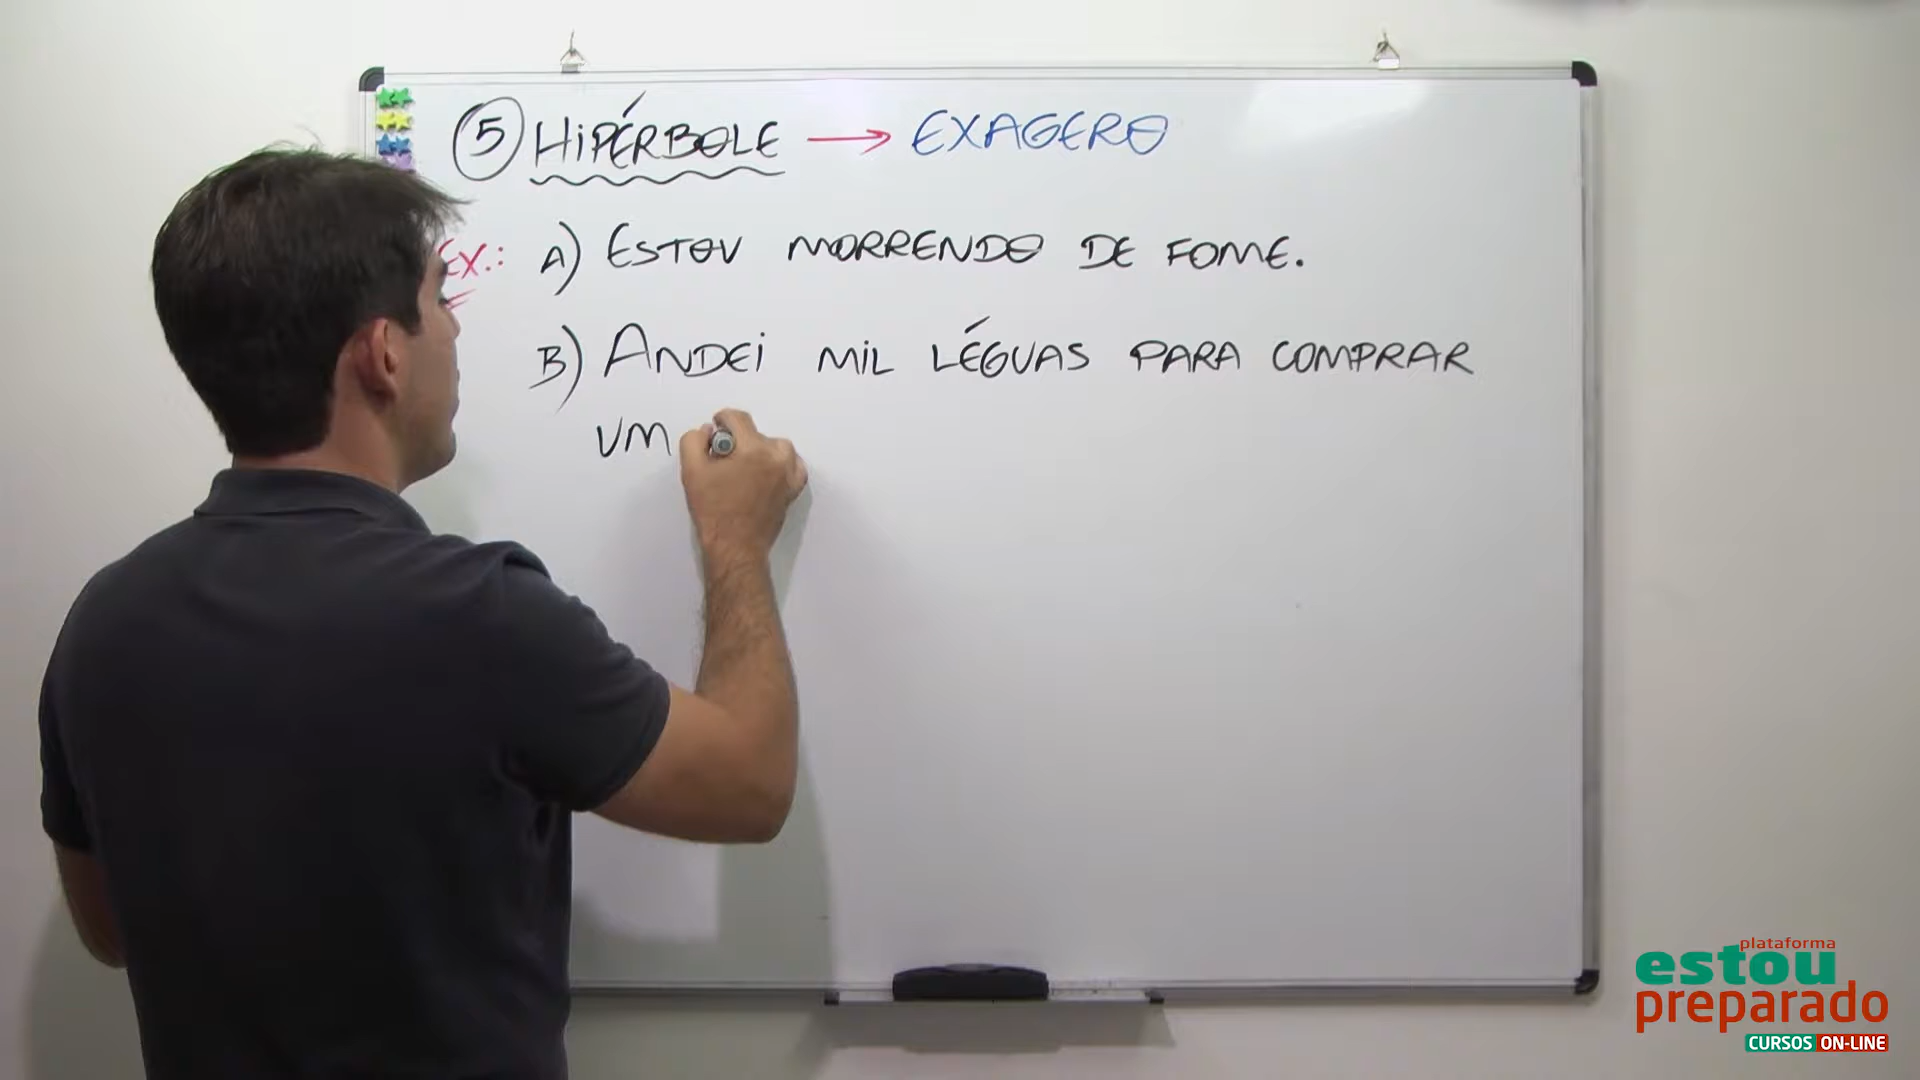 5 HIPÉRBOLE → EXAGERO
EX.: A) ESTOU MORRENDO DE FOME.
B) ANDEI MIL LÉGUAS PARA COMPRAR
UM
plataforma
estou
preparado
CURSOS ON-LINE